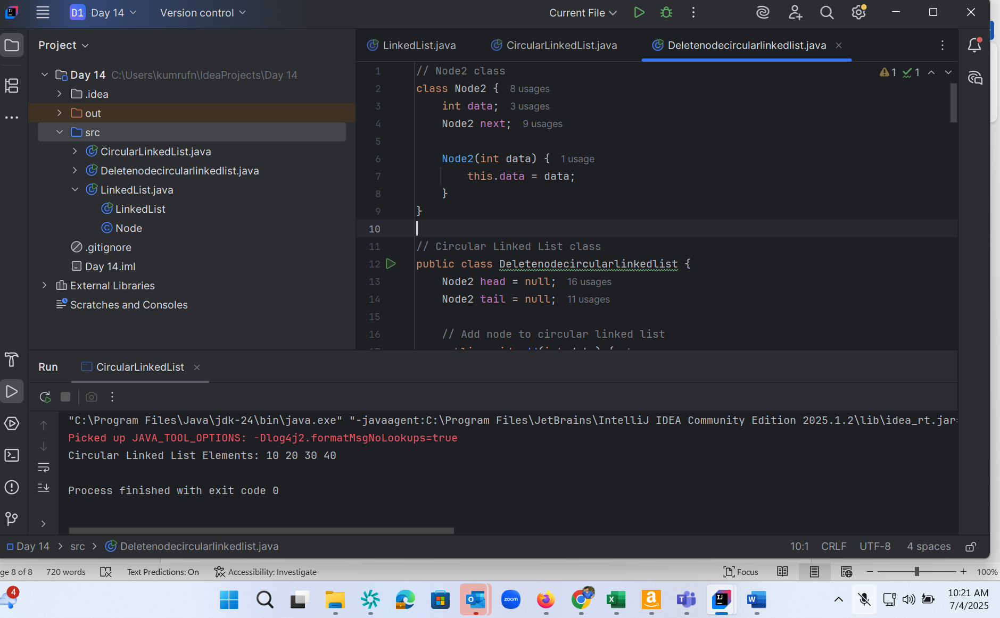 D1 Day 14 Version control Current File
Project
LinkedList.java CircularLinkedList.java Deletenodecircularlinkedlist.java
Day 14 C:\Users\kumrufn\IdeaProjects\Day 14
.idea
out
src
CircularLinkedList.java
Deletenodecircularlinkedlist.java
LinkedList.java
LinkedList
Node
.gitignore
Day 14.iml
External Libraries
Scratches and Consoles
1 1
1 // Node2 class
2 class Node2 { 8 usages
3 int data; 3 usages
4 Node2 next; 9 usages
5
6 Node2(int data) { 1 usage
7 this.data = data;
8 }
9 }
10
11 // Circular Linked List class
12 public class Deletenodecircularlinkedlist {
13 Node2 head = null; 16 usages
14 Node2 tail = null; 11 usages
15
16 // Add node to circular linked list
Run CircularLinkedList
"C:\Program Files\Java\jdk-24\bin\java.exe" "-javaagent:C:\Program Files\JetBrains\IntelliJ IDEA Community Edition 2025.1.2\lib\idea_rt.jar=
Picked up JAVA_TOOL_OPTIONS: -Dlog4j2.formatMsgNoLookups=true
Circular Linked List Elements: 10 20 30 40
Process finished with exit code 0
Day 14 > src > Deletenodecircularlinkedlist.java 10:1 CRLF UTF-8 4 spaces
ge 8 of 8 720 words Text Predictions: On Accessibility: Investigate Focus 100%
4
zoom
10:21 AM
7/4/2025